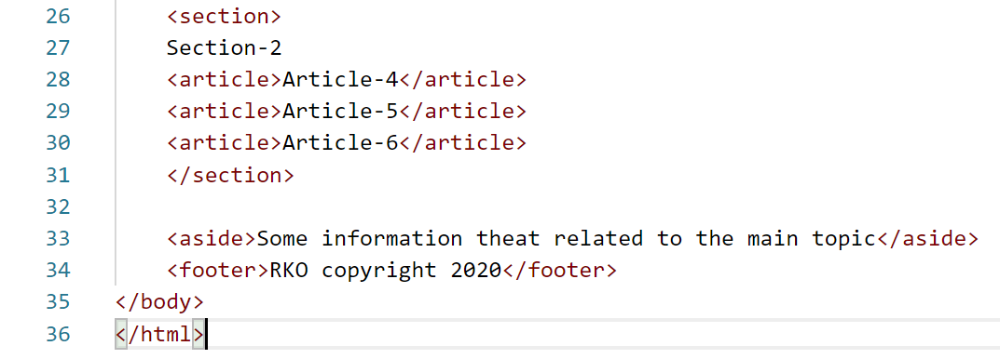 26 <section>
27 Section-2
28 <article>Article-4</article>
29 <article>Article-5</article>
30 <article>Article-6</article>
31 </section>
32
33 <aside>Some information theat related to the main topic</aside>
34 <footer>RKO copyright 2020</footer>
35 </body>
36 </html>